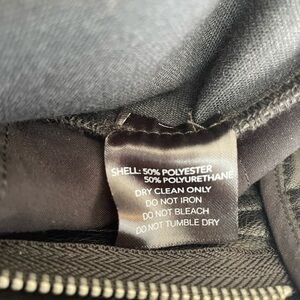 SHELL: 50% POLYESTER
50% POLYURETHANE
DRY CLEAN ONLY
DO NOT IRON
DO NOT BLEACH
DO NOT TUMBLE DRY